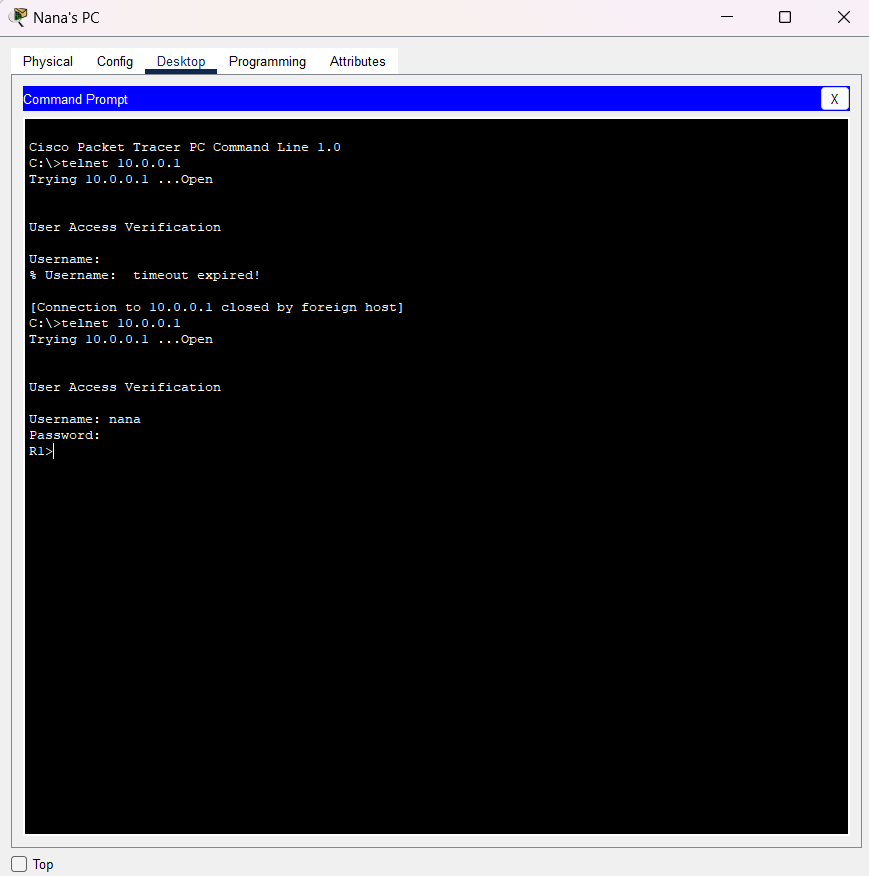 Nana's PC
Physical Config Desktop Programming Attributes
Command Prompt
X
Cisco Packet Tracer PC Command Line 1.0
C:\>telnet 10.0.0.1
Trying 10.0.0.1 ...Open
User Access Verification
Username:
% Username:  timeout expired!
[Connection to 10.0.0.1 closed by foreign host]
C:\>telnet 10.0.0.1
Trying 10.0.0.1 ...Open
User Access Verification
Username: nana
Password:
R1>
Top